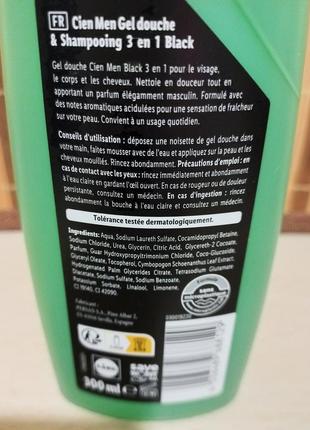 FR Cien Men Gel douche
& Shampooing 3 en 1 Black
Gel douche Cien Men Black 3 en 1 pour le visage,
le corps et les cheveux. Nettoie en douceur tout en
apportant un parfum élégamment masculin. Formulé avec
des notes aromatiques acidulées pour une sensation de fraîcheur
sur votre peau. Convient à un usage quotidien.
Conseils d'utilisation : déposez une noisette de gel douche dans
votre main, faites mousser avec de l'eau et appliquez sur la peau et les
cheveux mouillés. Rincez abondamment. Précautions d'emploi : en
cas de contact avec les yeux : rincez immédiatement et abondamment
à l'eau claire en gardant l'œil ouvert. En cas de rougeur ou de douleur
persistante, consultez un médecin. En cas d'ingestion : rincez
abondamment la bouche à l'eau claire et consultez un médecin.
Tolérance testée dermatologiquement.
Ingredients: Aqua, Sodium Laureth Sulfate, Cocamidopropyl Betaine,
Sodium Chloride, Urea, Glycerin, Citric Acid, Glycereth-2 Cocoate,
Parfum, Guar Hydroxypropyltrimonium Chloride, Coco-Glucoside,
Glyceryl Oleate, Tocopherol, Cymbopogon Schoenanthus Leaf Extract,
Hydrogenated Palm Glycerides Citrate, Tetrasodium
Glutamate Diacetate, Sodium Sulfate, Sodium Benzoate,
Potassium Sorbate, Linalool, Limonene,
CI 19140, CI 42090.
Formule
sans
microplastiques
Fabricant :
Espagne
030019230
300 ml